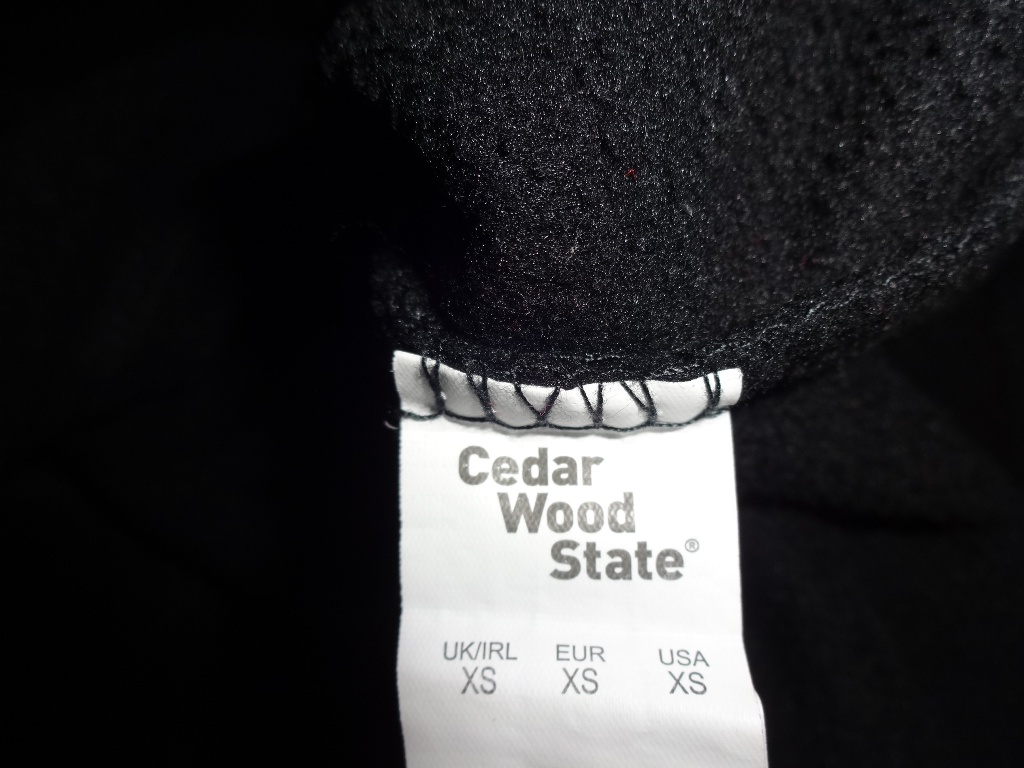 Cedar
Wood
State®
UK/IRL EUR USA
XS XS XS